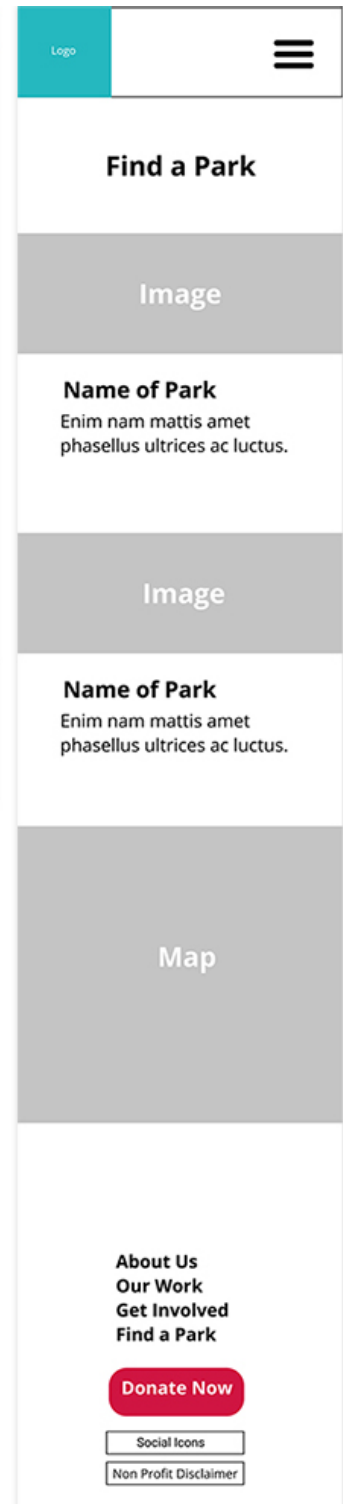 Logo
Find a Park
Image
Name of Park
Enim nam mattis amet
phasellus ultrices ac luctus.
Image
Name of Park
Enim nam mattis amet
phasellus ultrices ac luctus.
Map
About Us
Our Work
Get Involved
Find a Park
Donate Now
Social Icons
Non Profit Disclaimer